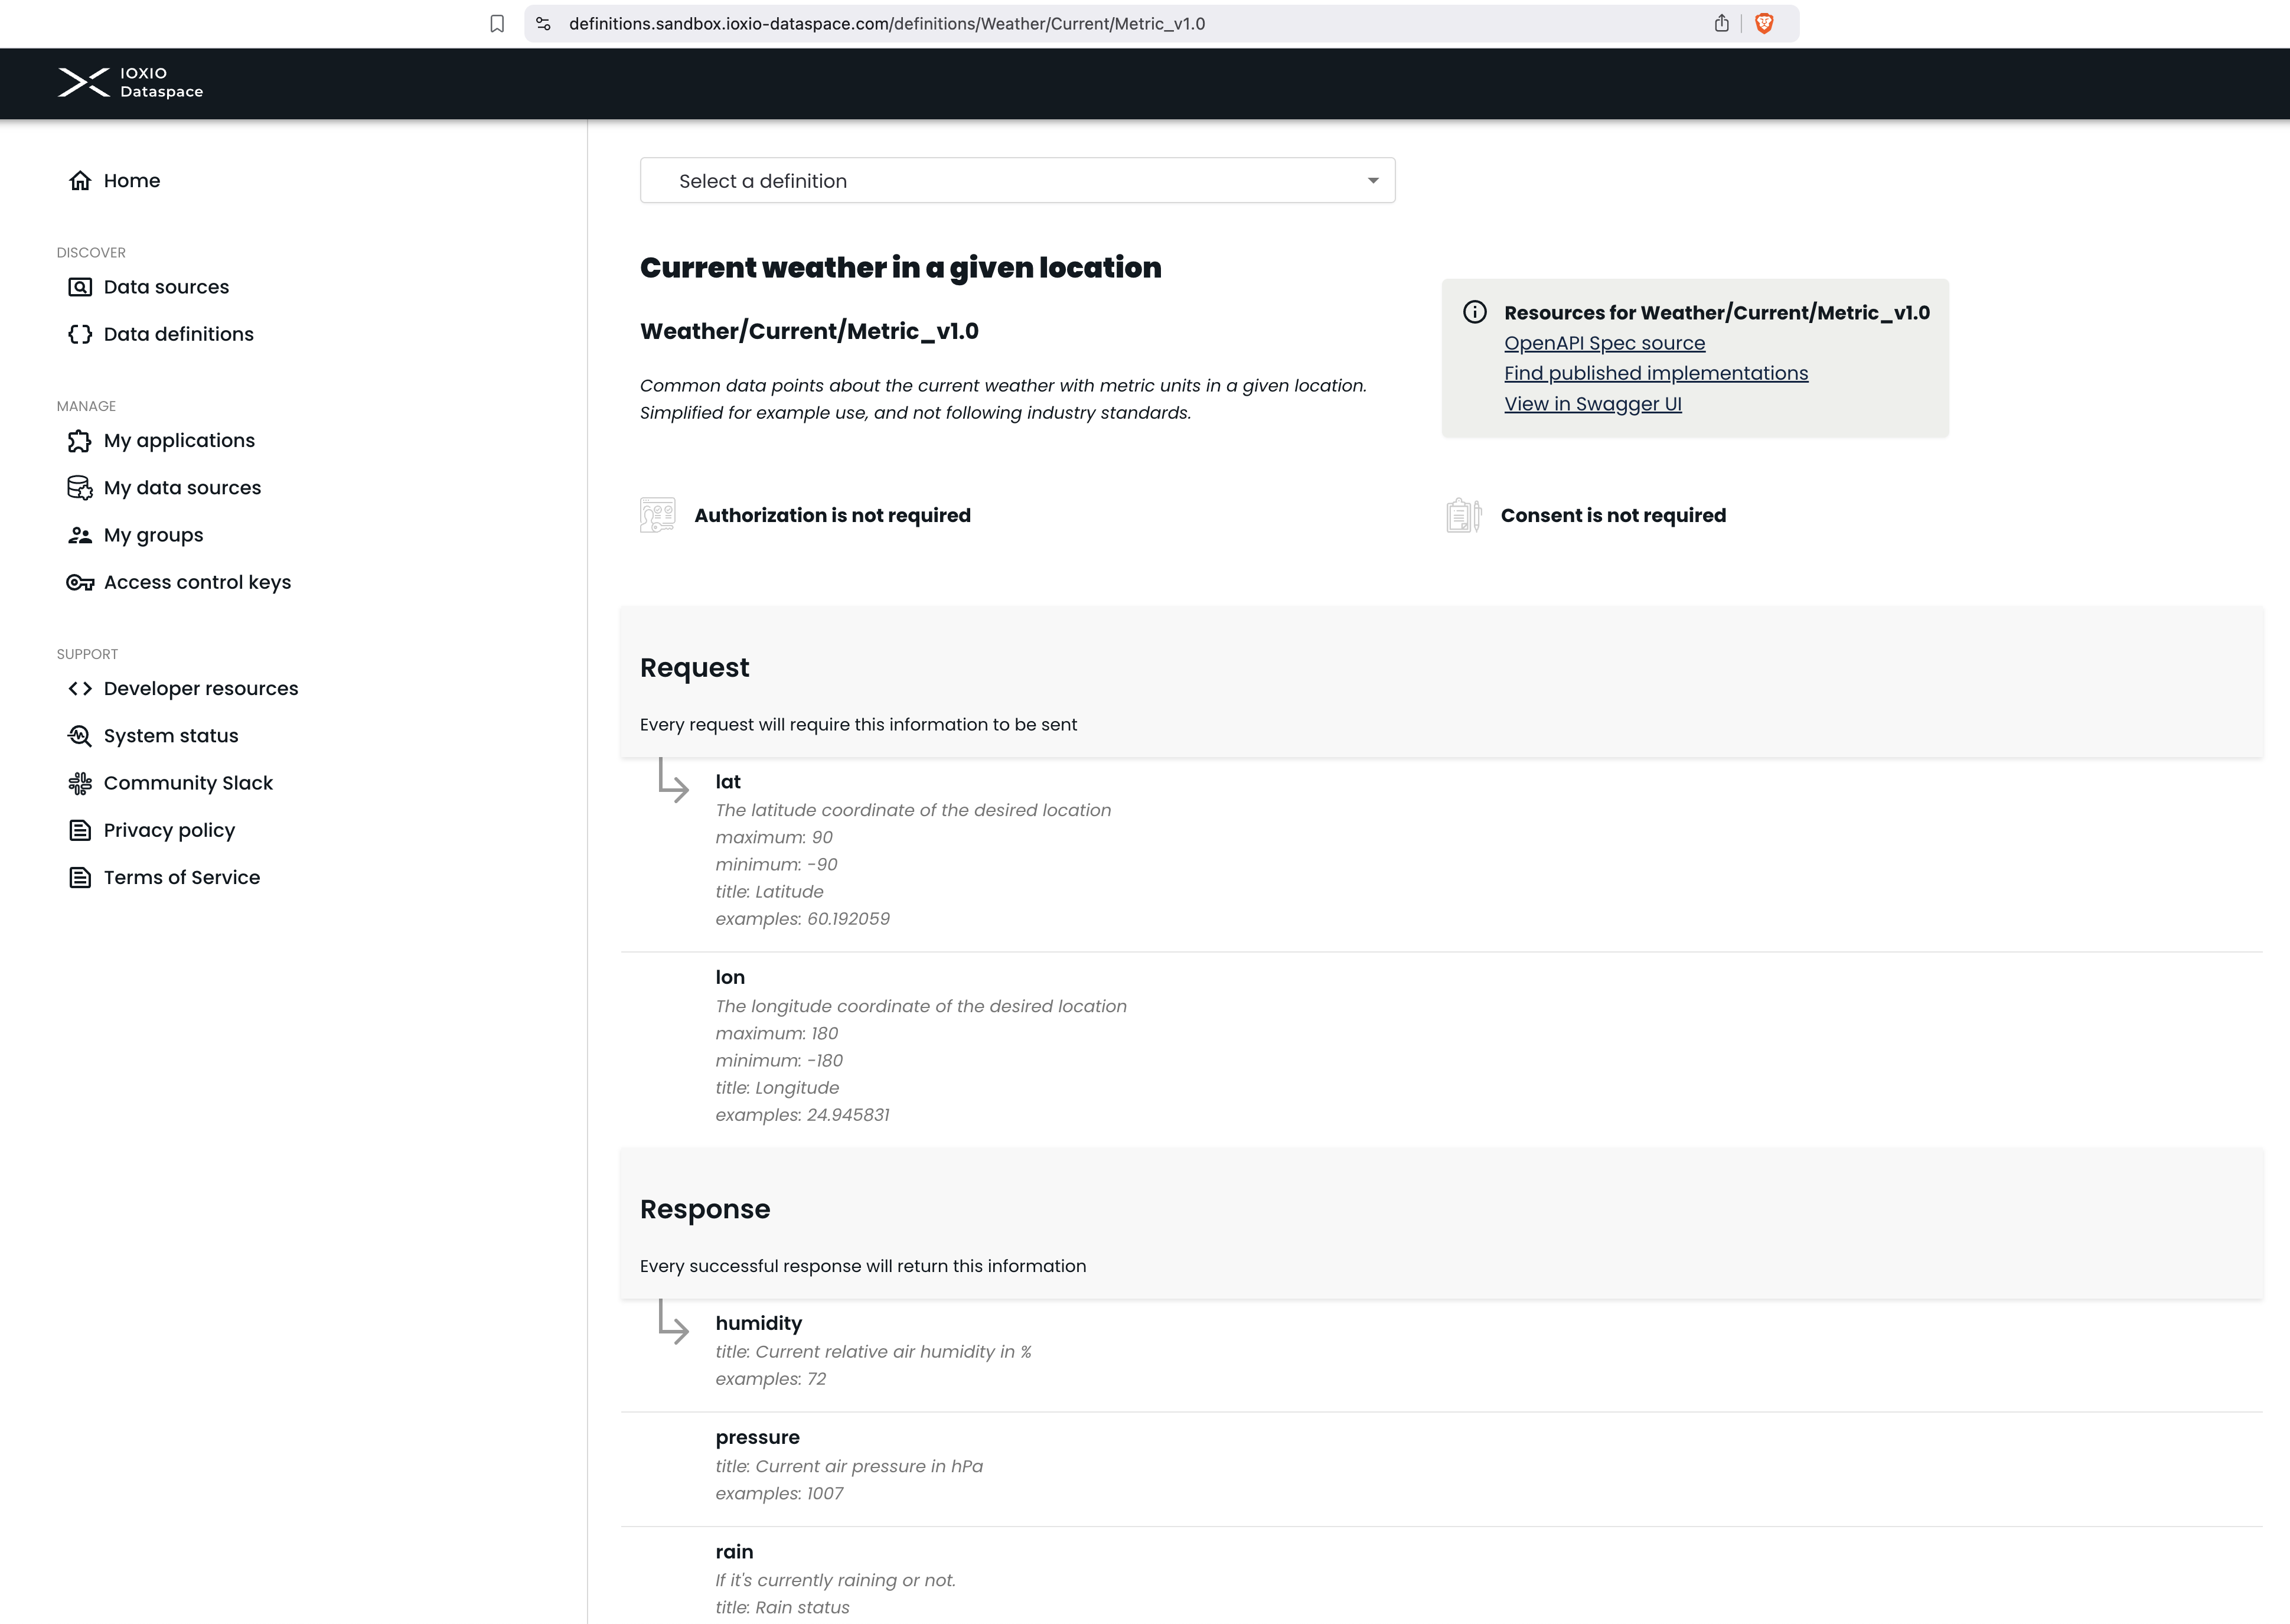 definitions.sandbox.ioxio-dataspace.com/definitions/Weather/Current/Metric_v1.0
IOXIO
Dataspace
Home
DISCOVER
Data sources
Data definitions
MANAGE
My applications
My data sources
My groups
Access control keys
SUPPORT
Developer resources
System status
Community Slack
Privacy policy
Terms of Service
Select a definition
Current weather in a given location
Weather/Current/Metric_v1.0
Common data points about the current weather with metric units in a given location.
Simplified for example use, and not following industry standards.
Resources for Weather/Current/Metric_v1.0
OpenAPI Spec source
Find published implementations
View in Swagger UI
Authorization is not required
Consent is not required
Request
Every request will require this information to be sent
lat
The latitude coordinate of the desired location
maximum: 90
minimum: -90
title: Latitude
examples: 60.192059
lon
The longitude coordinate of the desired location
maximum: 180
minimum: -180
title: Longitude
examples: 24.945831
Response
Every successful response will return this information
humidity
title: Current relative air humidity in %
examples: 72
pressure
title: Current air pressure in hPa
examples: 1007
rain
If it's currently raining or not.
title: Rain status